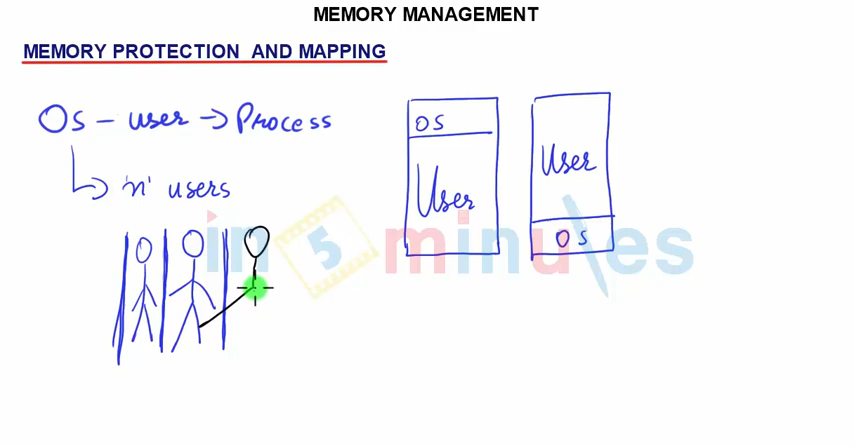 MEMORY MANAGEMENT
MEMORY PROTECTION AND MAPPING
OS – user → Process
'n' users
OS
User
User
OS
in 5 minutes